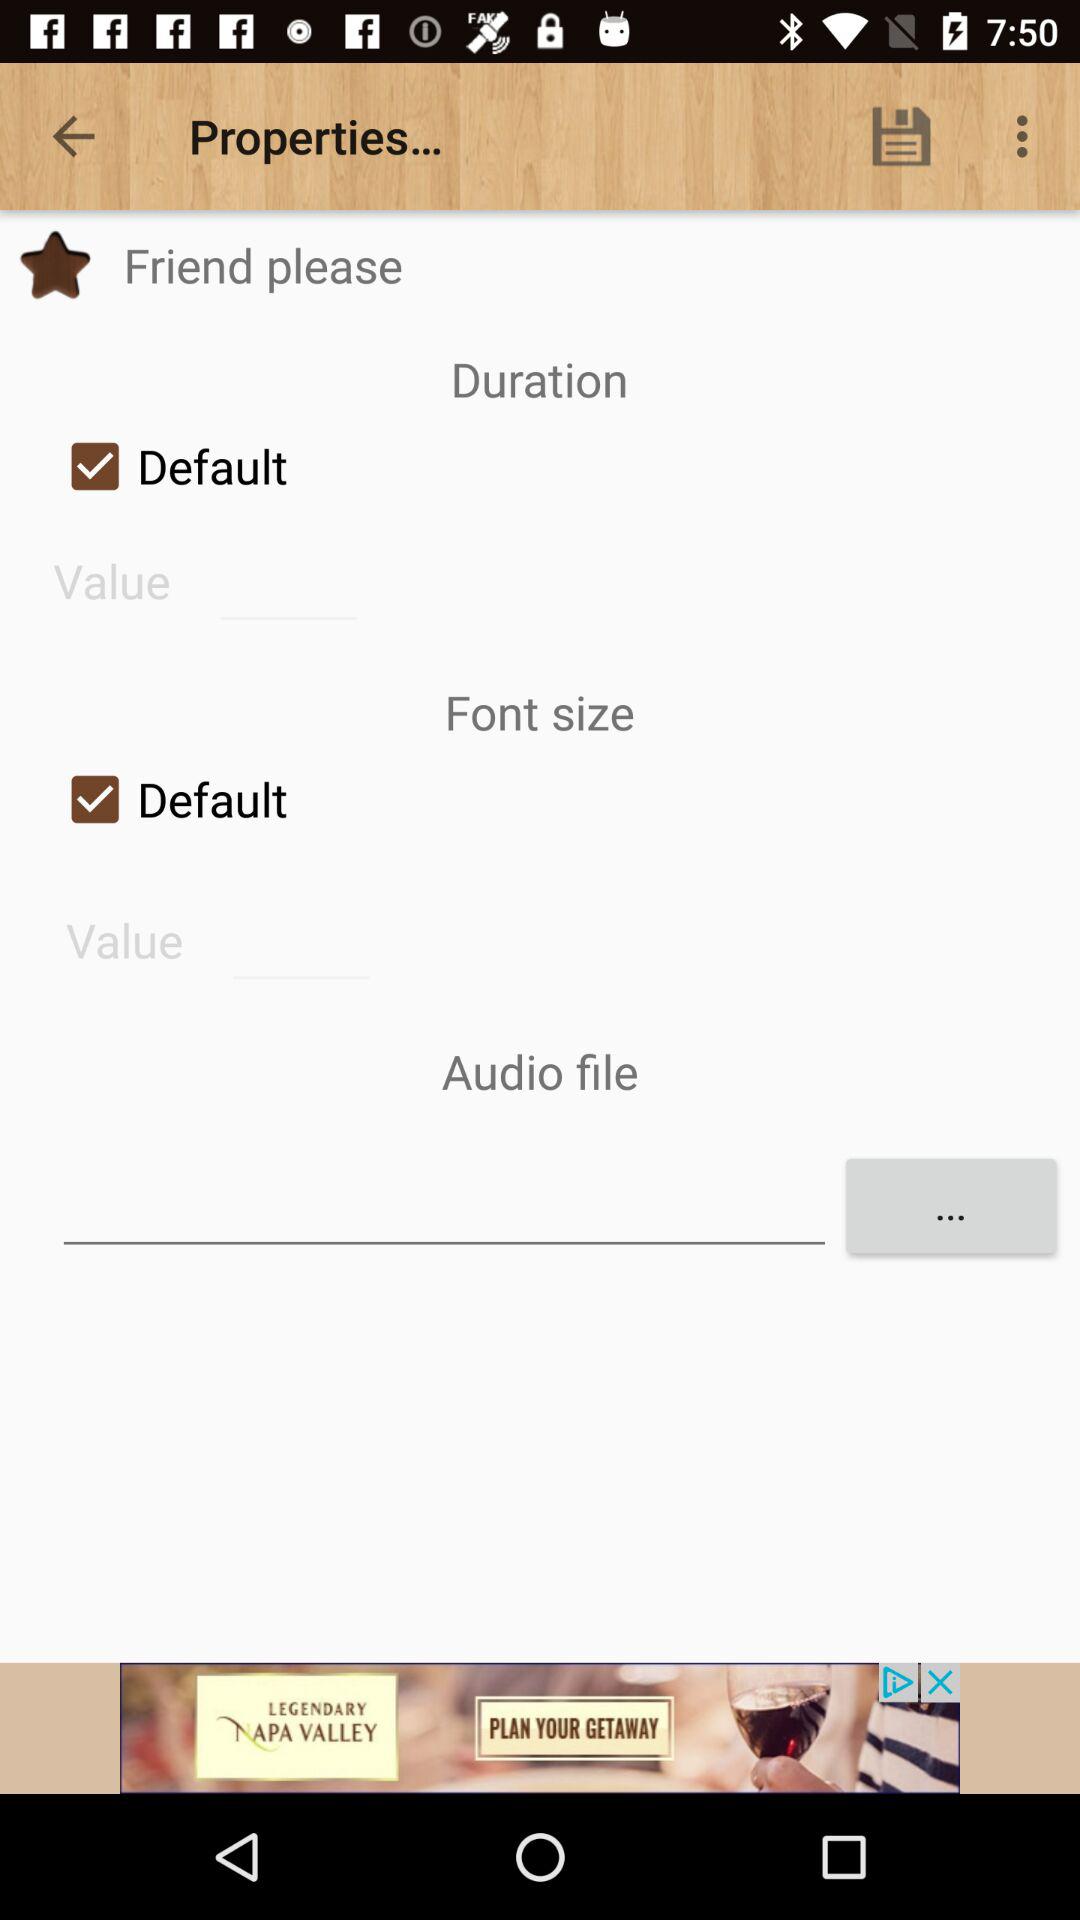 FAKE
7:50
Properties...
Friend please
Duration
Default
Value
Font size
Default
Value
Audio file
...
LEGENDARY
NAPA VALLEY
PLAN YOUR GETAWAY